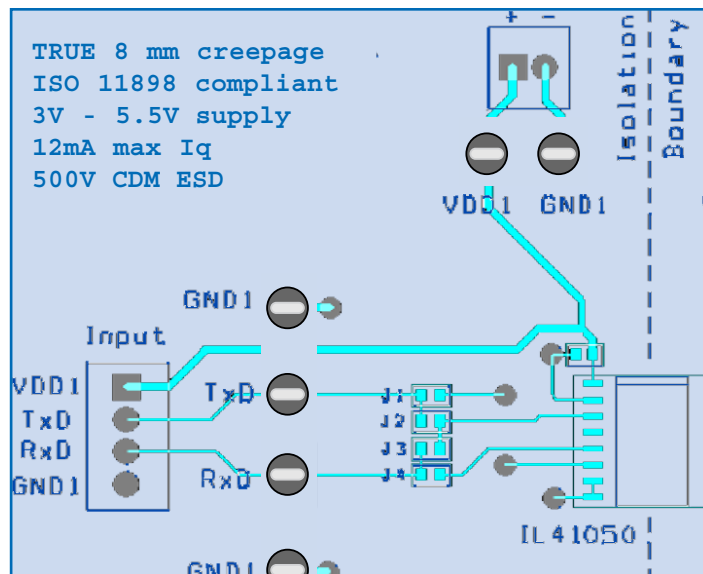 TRUE 8 mm creepage
ISO 11898 compliant
3V - 5.5V supply
12mA max Iq
500V CDM ESD
+ -
Isolation
Boundary
VDD1 GND1
GND1
Input
VDD1
TxD
RxD
GND1
TxD
RxD
J1
J2
J3
J4
IL41050
GND1